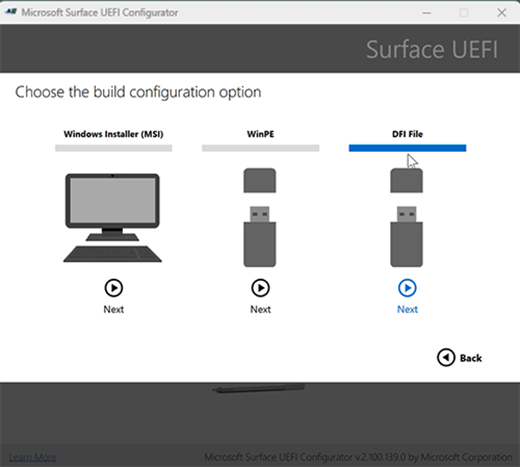 Microsoft Surface UEFI Configurator
Surface UEFI
Choose the build configuration option
Windows Installer (MSI)
WinPE
DFI File
Next
Next
Next
Back
Learn More
Microsoft Surface UEFI Configurator v2.100.139.0 by Microsoft Corporation